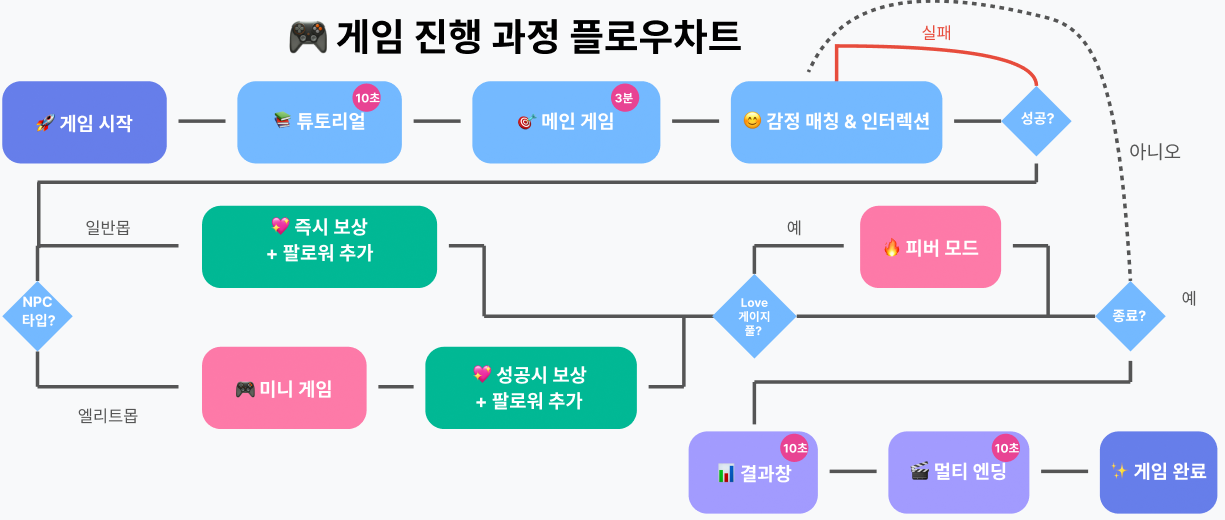 🎮 게임 진행 과정 플로우차트
실패
🚀 게임 시작
10초
📚 튜토리얼
3분
🎯 메인 게임
😊 감정 매칭 & 인터렉션
성공?
아니오
일반몹
💖 즉시 보상
+ 팔로워 추가
예
🔥 피버 모드
NPC
타입?
Love
게이지
풀?
종료?
예
🎮 미니 게임
💖 성공시 보상
+ 팔로워 추가
엘리트몹
10초
📊 결과창
10초
🎬 멀티 엔딩
✨ 게임 완료